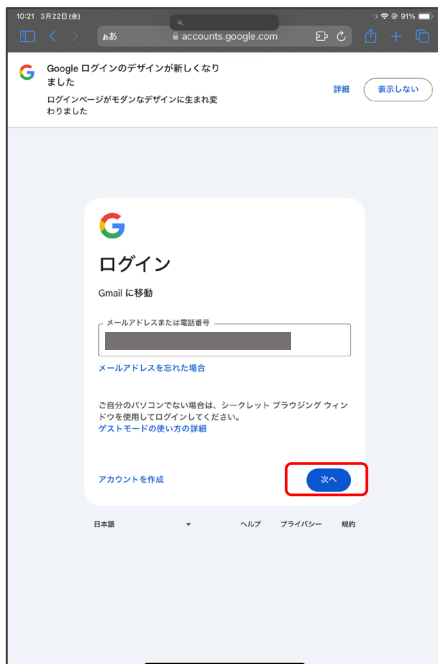 10:21 3月22日(金)
91%
ああ
accounts.google.com
Google ログインのデザインが新しくなり
ました
ログインページがモダンなデザインに生まれ変
わりました
詳細
表示しない
ログイン
Gmail に移動
メールアドレスまたは電話番号
メールアドレスを忘れた場合
ご自分のパソコンでない場合は、シークレット ブラウジング ウィン
ドウを使用してログインしてください。
ゲストモードの使い方の詳細
アカウントを作成
次へ
日本語
ヘルプ
プライバシー
規約